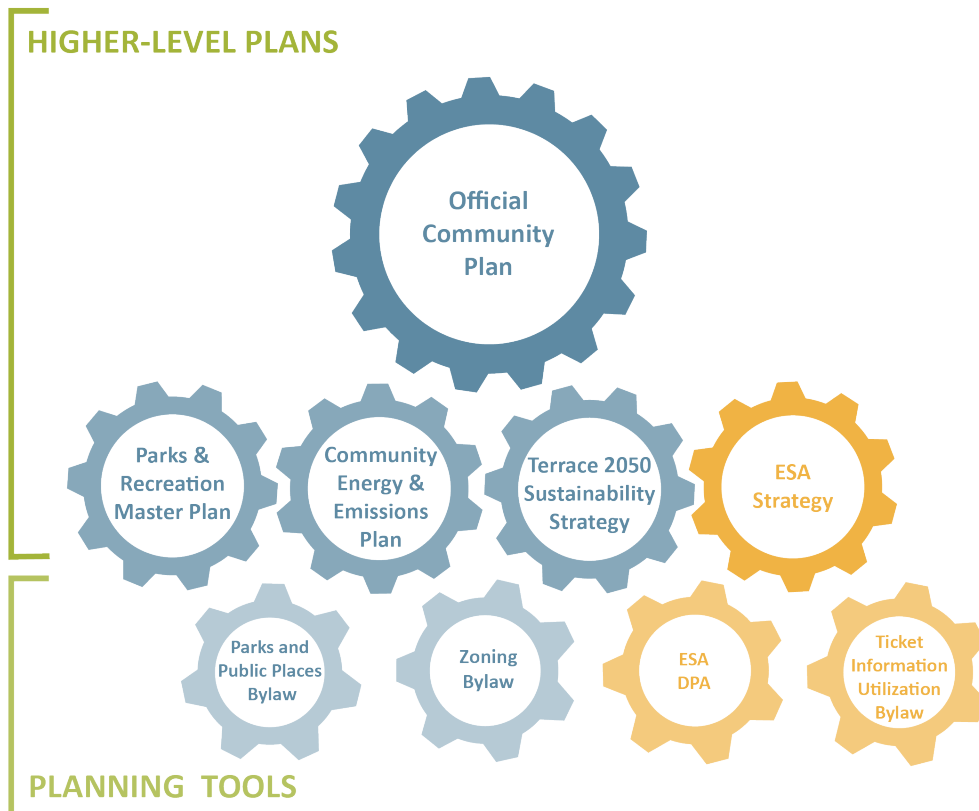 HIGHER-LEVEL PLANS
Official
Community
Plan
Parks &
Recreation
Master Plan
Community
Energy &
Emissions
Plan
Terrace 2050
Sustainability
Strategy
ESA
Strategy
Parks and
Public Places
Bylaw
Zoning
Bylaw
ESA
DPA
Ticket
Information
Utilization
Bylaw
PLANNING TOOLS